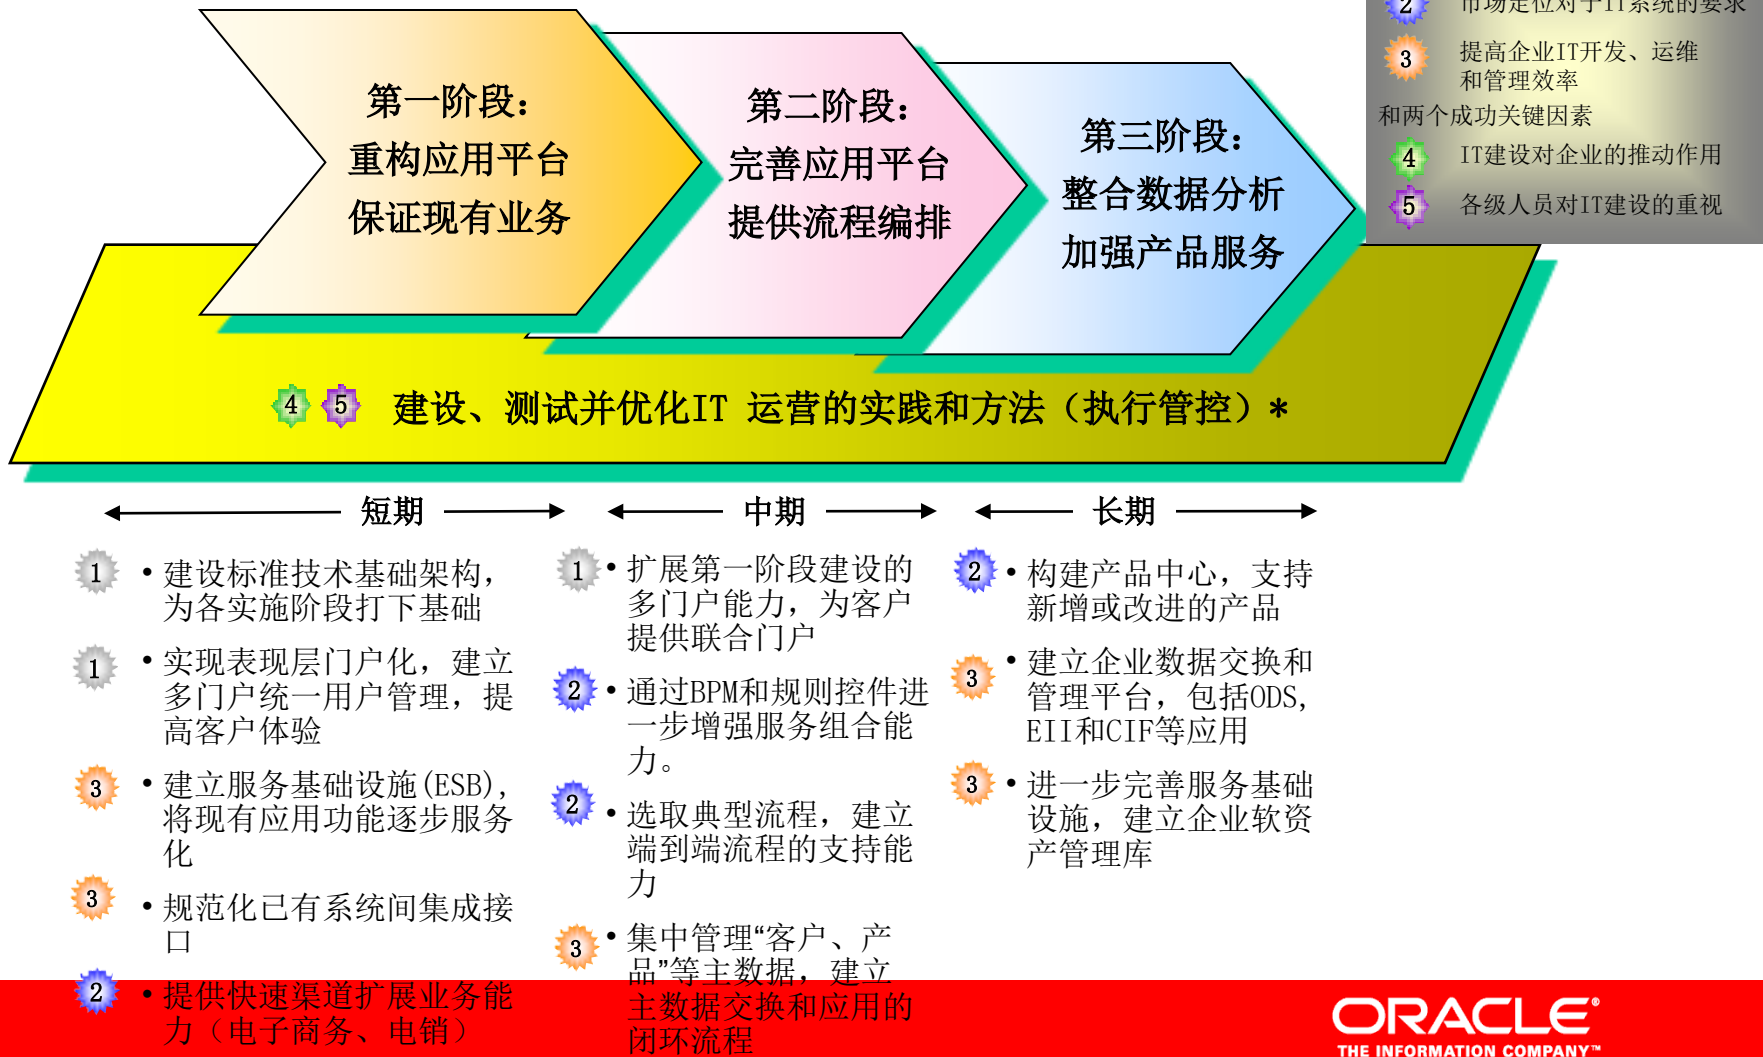 第一阶段：
重构应用平台
保证现有业务
第二阶段：
完善应用平台
提供流程编排
第三阶段：
整合数据分析
加强产品服务
2 市场定位对于IT系统的要求
3 提高企业IT开发、运维
和管理效率
和两个成功关键因素
4 IT建设对企业的推动作用
5 各级人员对IT建设的重视
4 5 建设、测试并优化IT 运营的实践和方法（执行管控）*
短期
1 • 建设标准技术基础架构，
为各实施阶段打下基础
1 • 实现表现层门户化，建立
多门户统一用户管理，提
高客户体验
3 • 建立服务基础设施(ESB)，
将现有应用功能逐步服务
化
3 • 规范化已有系统间集成接
口
2 • 提供快速渠道扩展业务能
力（电子商务、电销）
中期
1 • 扩展第一阶段建设的
多门户能力，为客户
提供联合门户
2 • 通过BPM和规则控件进
一步增强服务组合能
力。
2 • 选取典型流程，建立
端到端流程的支持能
力
3 • 集中管理“客户、产
品”等主数据，建立
主数据交换和应用的
闭环流程
长期
2 • 构建产品中心，支持
新增或改进的产品
3 • 建立企业数据交换和
管理平台，包括ODS，
EII和CIF等应用
3 • 进一步完善服务基础
设施，建立企业软资
产管理库
ORACLE®
THE INFORMATION COMPANY™